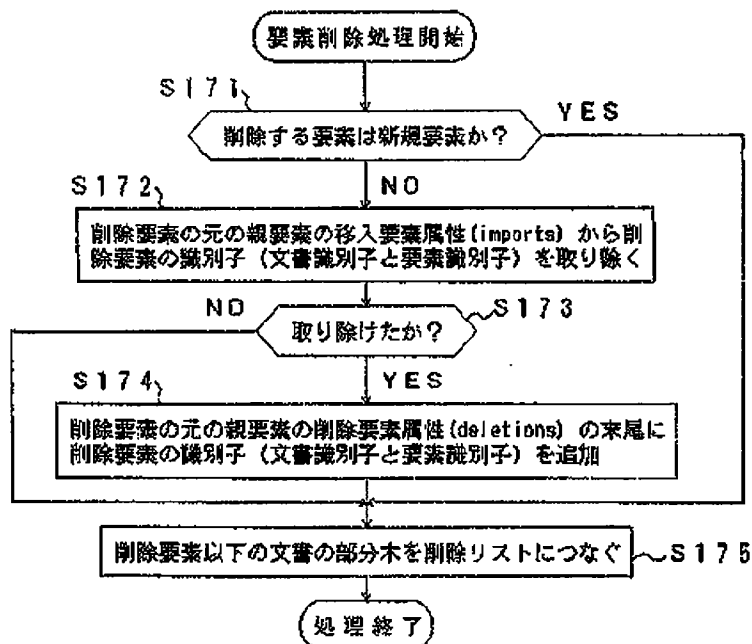 要素削除処理開始
S171
YES
削除する要素は新規要素か?
S172
NO
削除要素の元の親要素の移入要素属性(imports)から削
除要素の識別子(文書識別子と要素識別子)を取り除く
NO
S173
取り除けたか?
S174
YES
削除要素の元の親要素の削除要素属性(deletions)の末尾に
削除要素の識別子(文書識別子と要素識別子)を追加
削除要素以下の文書の部分木を削除リストにつなぐ
S175
処理終了